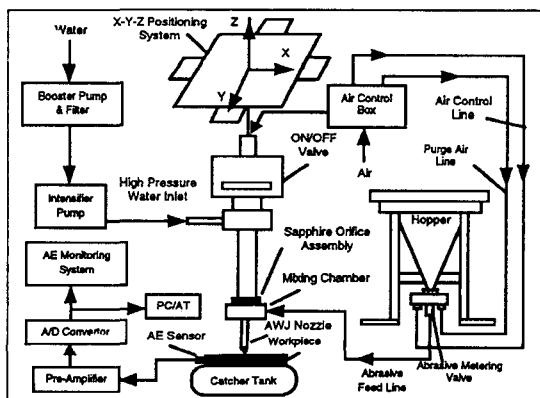 Water
X-Y-Z Positioning
System
Z
X
Y
Booster Pump
& Filter
Air Control
Box
Air Control
Line
ON/OFF
Valve
Air
Purge Air
Line
High Pressure
Water Inlet
Intensifier
Pump
Hopper
Sapphire Orifice
Assembly
AE Monitoring
System
Mixing Chamber
PC/AT
AWJ Nozzle
A/D Convertor
AE Sensor
Workpiece
Pre-Amplifier
Catcher Tank
Abrasive
Feed Line
Abrasive Metering
Valve